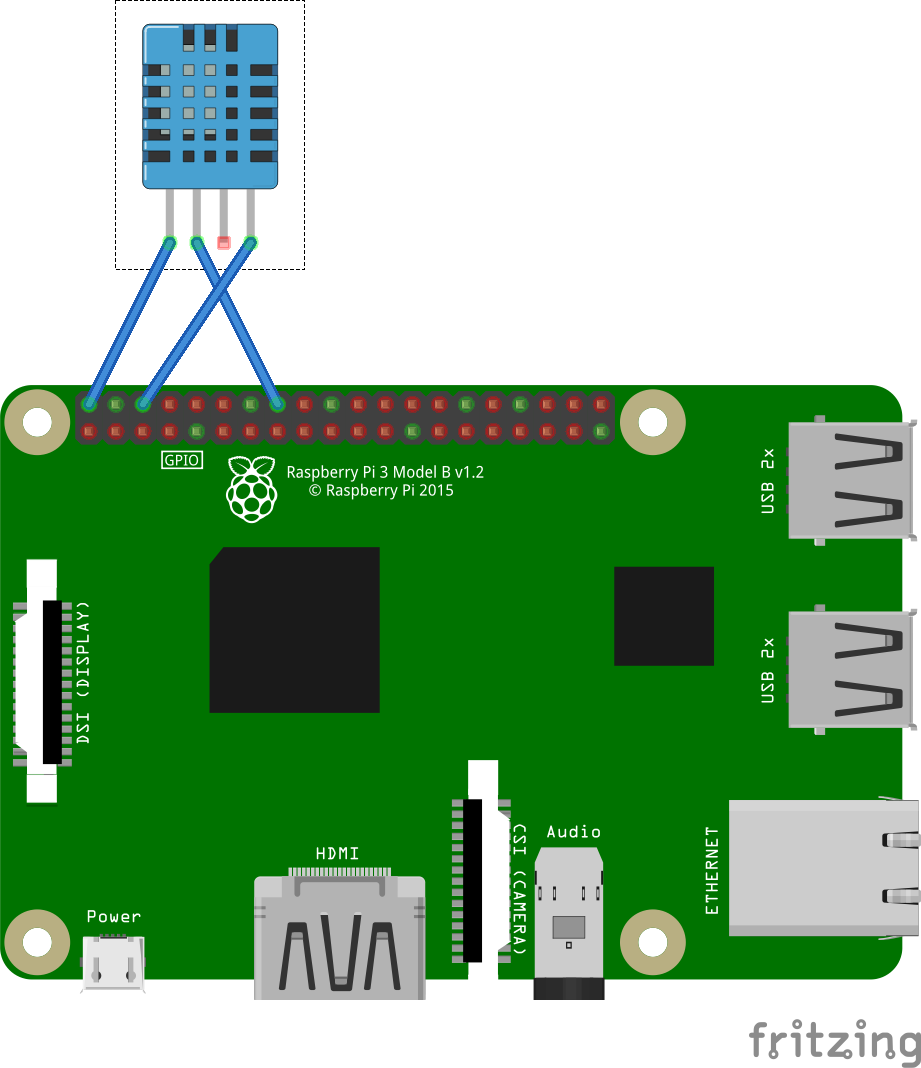 GPIO
Raspberry Pi 3 Model B v1.2
© Raspberry Pi 2015
USB 2x
DSI (DISPLAY)
USB 2x
HDMI
CSI (CAMERA)
Audio
ETHERNET
Power
fritzing